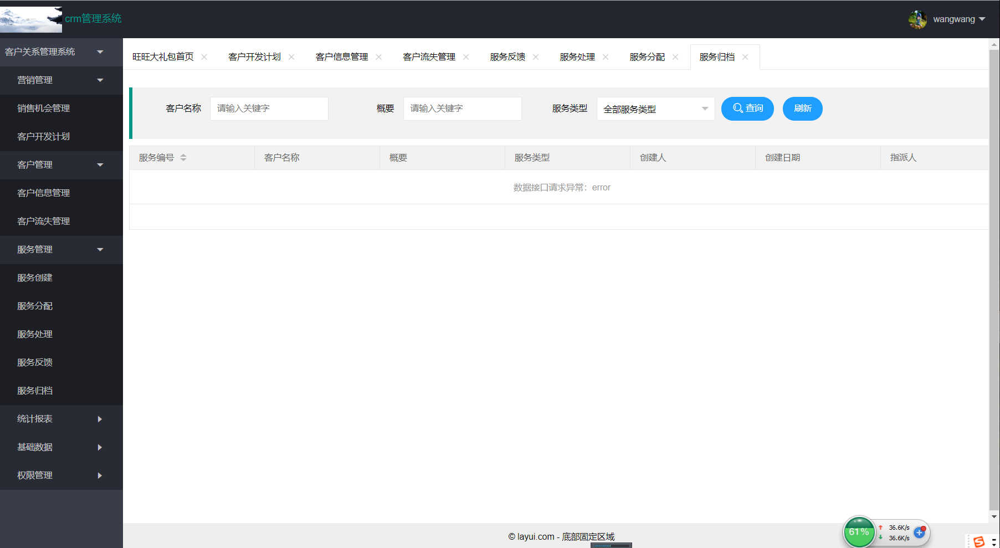 crm管理系统
wangwang
客户关系管理系统
营销管理
销售机会管理
客户开发计划
客户管理
客户信息管理
客户流失管理
服务管理
服务创建
服务分配
服务处理
服务反馈
服务归档
统计报表
基础数据
权限管理
旺旺大礼包首页 客户开发计划 客户信息管理 客户流失管理 服务反馈 服务处理 服务分配 服务归档
客户名称 请输入关键字 概要 请输入关键字 服务类型 全部服务类型 查询 刷新
服务编号 客户名称 概要 服务类型 创建人 创建日期 指派人
数据接口请求异常：error
© layui.com - 底部固定区域
61%
36.6K/s
36.6K/s